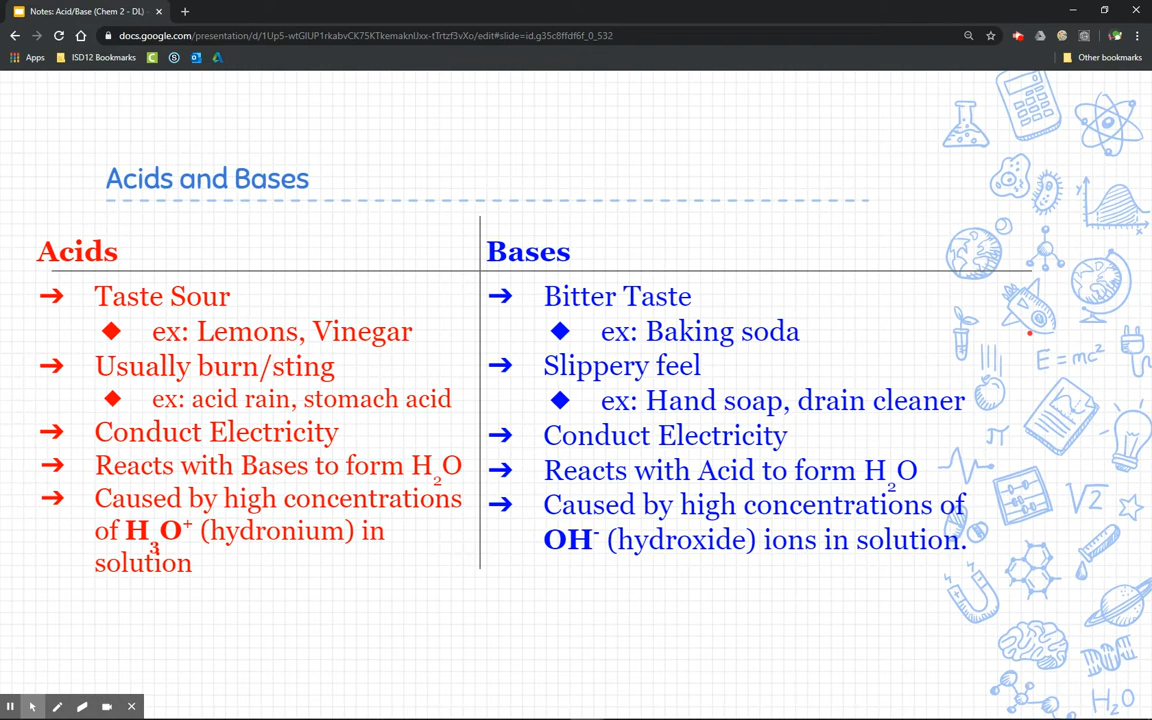 Notes: Acid/Base (Chem 2 - DL)
docs.google.com/presentation/d/1Up5-wtGlUP1rkabvCK75KTkemaknUxx-tTrtzf3vXo/edit#slide=id.g35c8ffdf6f_0_532
Apps ISD12 Bookmarks Other bookmarks
Acids and Bases
Acids
➔ Taste Sour
◆ ex: Lemons, Vinegar
➔ Usually burn/sting
◆ ex: acid rain, stomach acid
➔ Conduct Electricity
➔ Reacts with Bases to form H₂O
➔ Caused by high concentrations
of H₃O⁺ (hydronium) in
solution
Bases
➔ Bitter Taste
◆ ex: Baking soda
➔ Slippery feel
◆ ex: Hand soap, drain cleaner
➔ Conduct Electricity
➔ Reacts with Acid to form H₂O
➔ Caused by high concentrations of
OH⁻ (hydroxide) ions in solution.
E = mc²
π
√2
H₂O
y
x